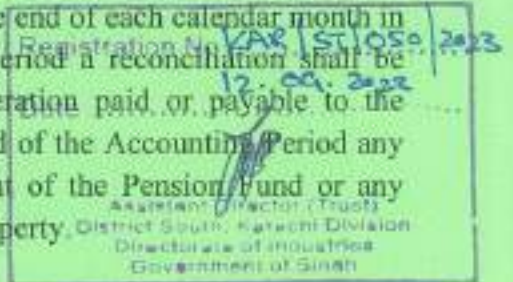 e end of each calendar month in
Registration No KAR/ST/050/2023
eriod a reconciliation shall be
12.09.2022
eration paid or payable to the
Date
d of the Accounting Period any
t of the Pension Fund or any
Assistant Director (Trust)
perty.
District South, Karachi Division
Directorate of Industries
Government of Sindh